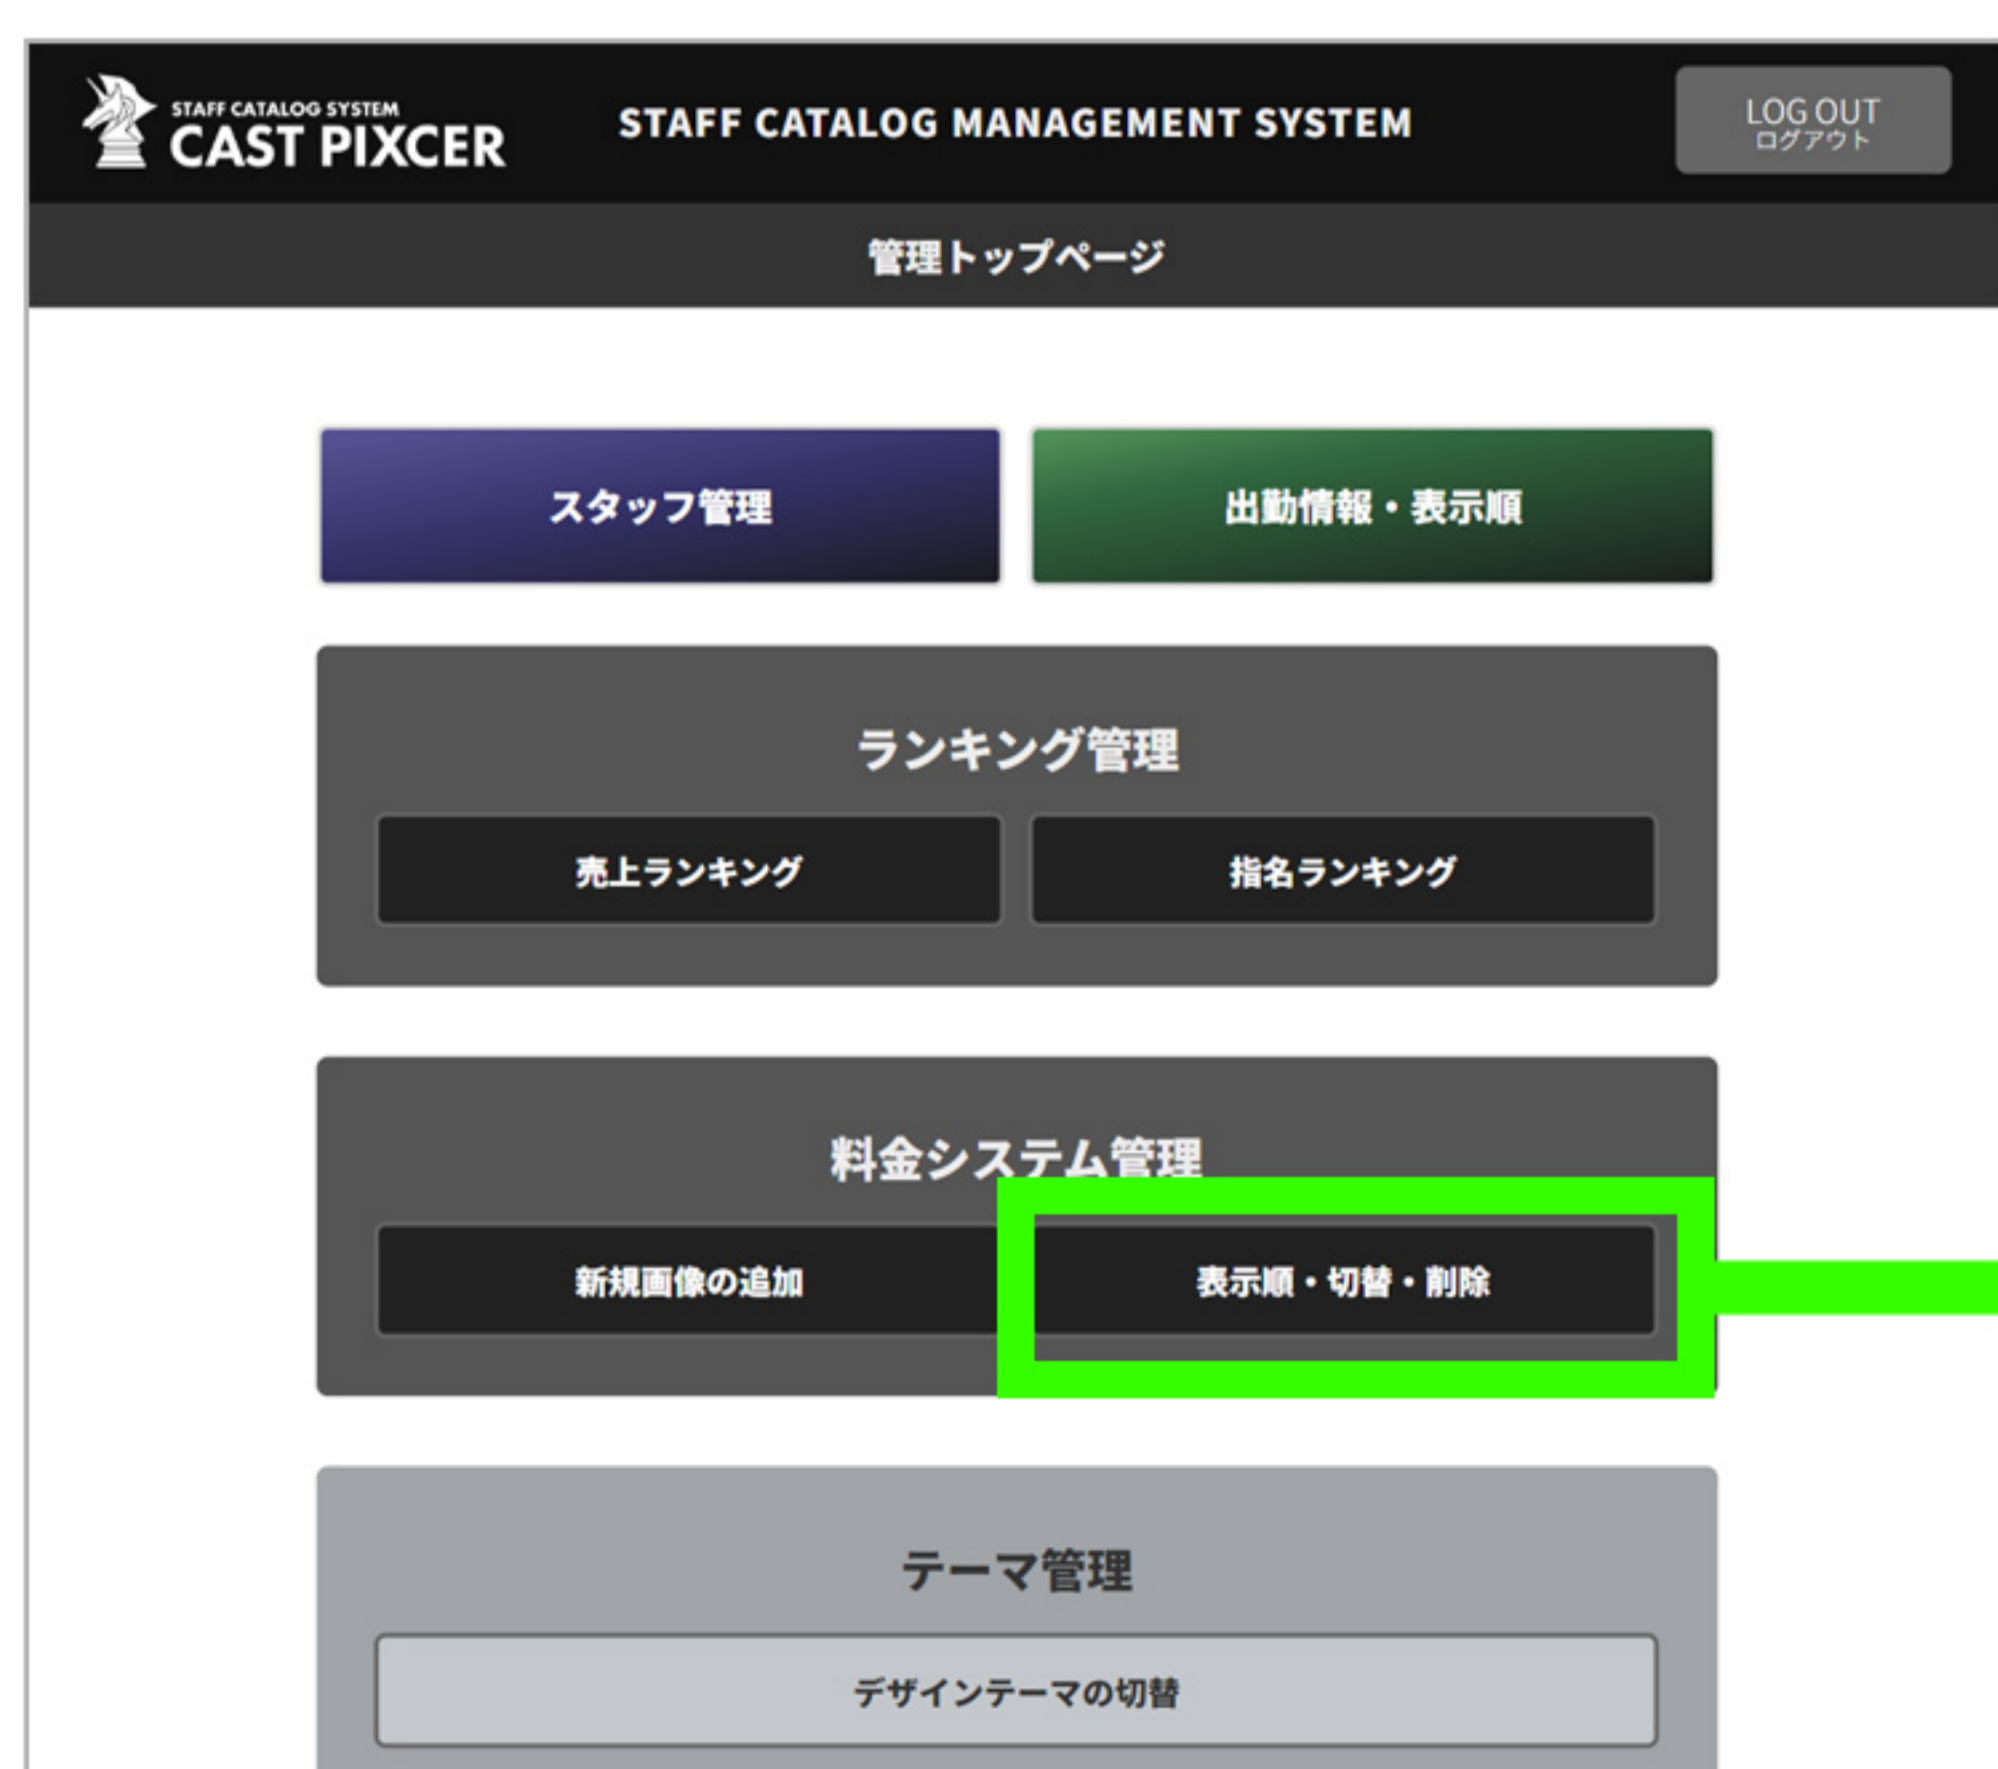 STAFF CATALOG SYSTEM
CAST PIXCER
STAFF CATALOG MANAGEMENT SYSTEM
LOG OUT
ログアウト
管理トップページ
スタッフ管理
出勤情報・表示順
ランキング管理
売上ランキング
指名ランキング
料金システム管理
新規画像の追加
表示順・切替・削除
テーマ管理
デザインテーマの切替